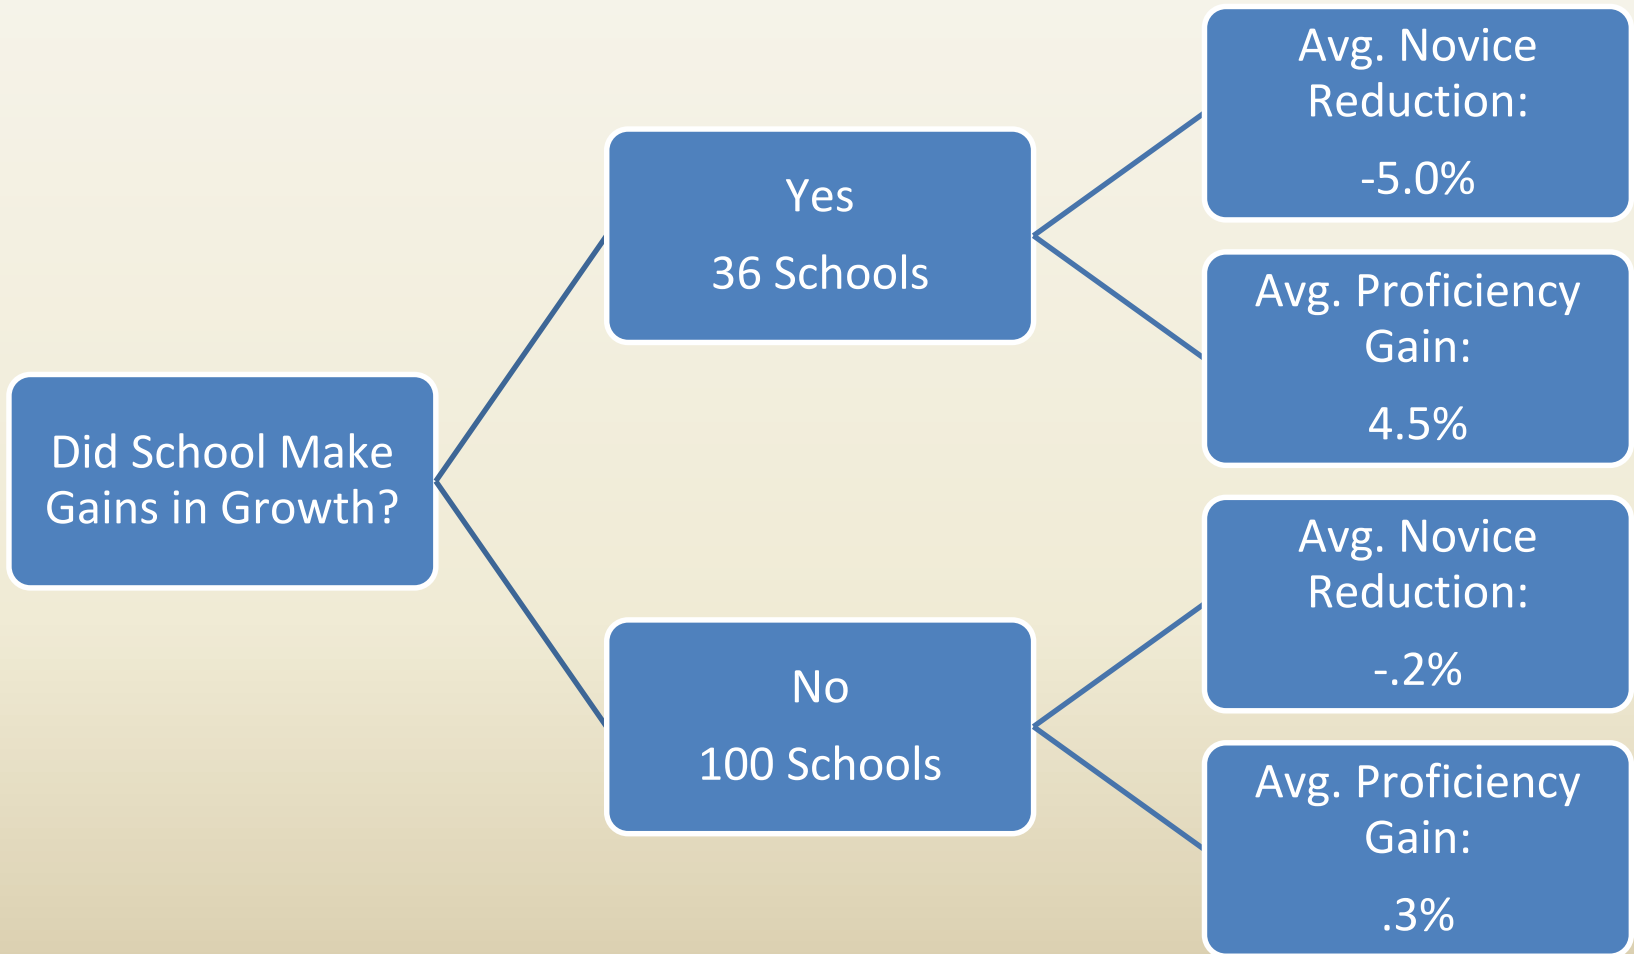 Did School Make
Gains in Growth?
Yes
36 Schools
Avg. Novice
Reduction:
-5.0%
Avg. Proficiency
Gain:
4.5%
No
100 Schools
Avg. Novice
Reduction:
-.2%
Avg. Proficiency
Gain:
.3%